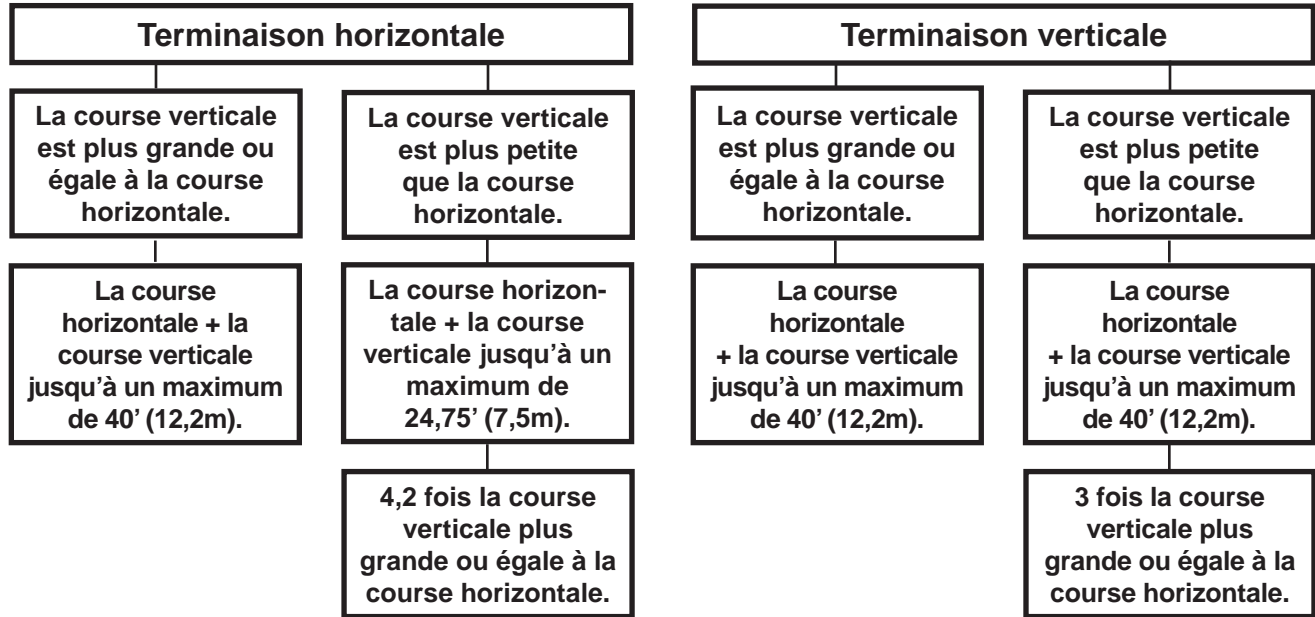 Terminaison horizontale
La course verticale
est plus grande ou
égale à la course
horizontale.
La course
horizontale + la
course verticale
jusqu’à un maximum
de 40’ (12,2m).
La course verticale
est plus petite
que la course
horizontale.
La course horizon-
tale + la course
verticale jusqu’à un
maximum de
24,75’ (7,5m).
4,2 fois la course
verticale plus
grande ou égale à la
course horizontale.
Terminaison verticale
La course verticale
est plus grande ou
égale à la course
horizontale.
La course
horizontale
+ la course verticale
jusqu’à un maximum
de 40’ (12,2m).
La course verticale
est plus petite
que la course
horizontale.
La course
horizontale
+ la course verticale
jusqu’à un maximum
de 40’ (12,2m).
3 fois la course
verticale plus
grande ou égale à la
course horizontale.